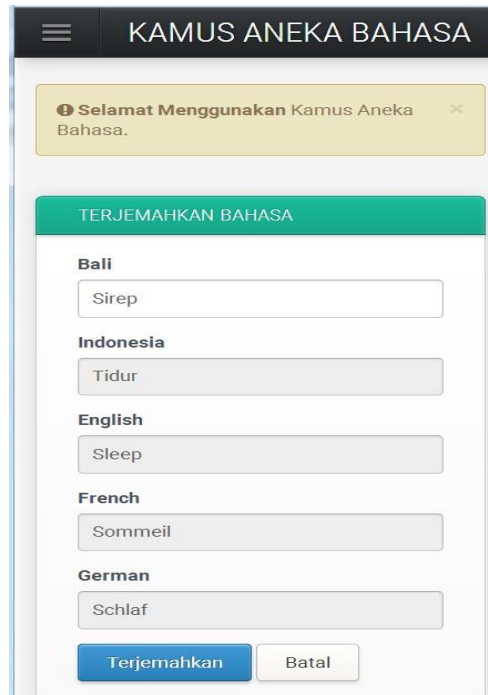 KAMUS ANEKA BAHASA
Selamat Menggunakan Kamus Aneka
Bahasa.
×
TERJEMAHKAN BAHASA
Bali
Sirep
Indonesia
Tidur
English
Sleep
French
Sommeil
German
Schlaf
Terjemahkan Batal